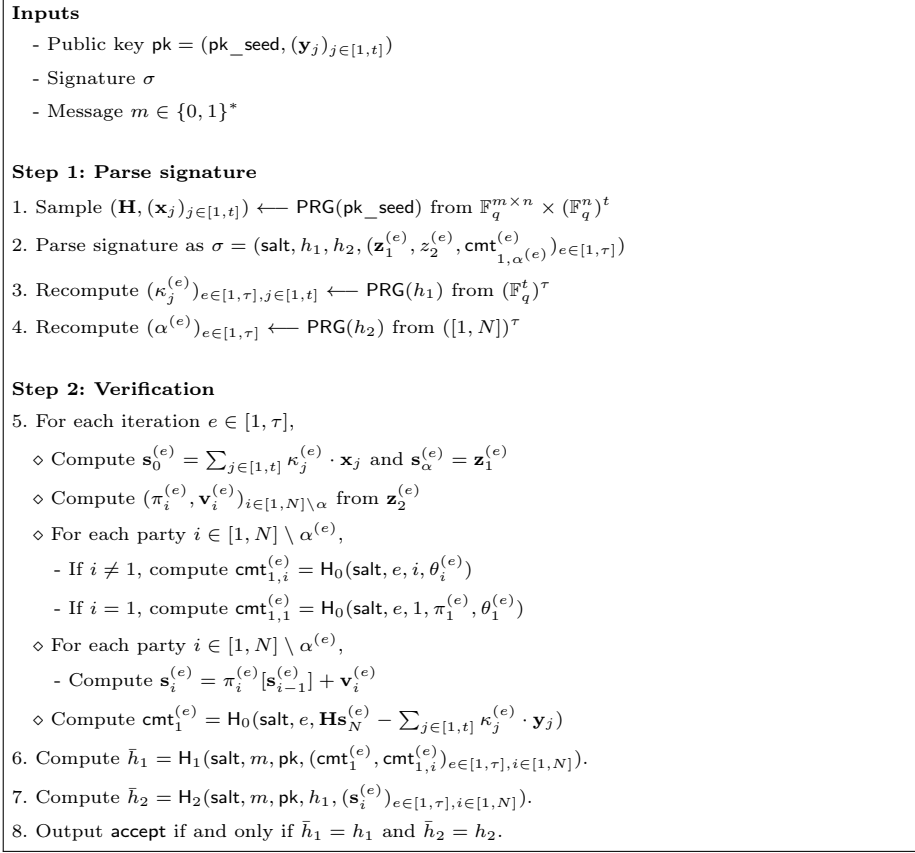 Inputs
- Public key pk = (pk_seed, (y_j)_{j∈[1,t]})
- Signature σ
- Message m ∈ {0, 1}^*
Step 1: Parse signature
1. Sample (H, (x_j)_{j∈[1,t]}) ⟵ PRG(pk_seed) from F_q^{m×n} × (F_q^n)^t
2. Parse signature as σ = (salt, h_1, h_2, (z_1^{(e)}, z_2^{(e)}, cmt_{1,α^{(e)}}^{(e)})_{e∈[1,τ]})
3. Recompute (κ_j^{(e)})_{e∈[1,τ],j∈[1,t]} ⟵ PRG(h_1) from (F_q^t)^τ
4. Recompute (α^{(e)})_{e∈[1,τ]} ⟵ PRG(h_2) from ([1, N])^τ
Step 2: Verification
5. For each iteration e ∈ [1, τ],
⋄ Compute s_0^{(e)} = ∑_{j∈[1,t]} κ_j^{(e)} · x_j and s_α^{(e)} = z_1^{(e)}
⋄ Compute (π_i^{(e)}, v_i^{(e)})_{i∈[1,N]\α} from z_2^{(e)}
⋄ For each party i ∈ [1, N] \ α^{(e)},
- If i ≠ 1, compute cmt_{1,i}^{(e)} = H_0(salt, e, i, θ_i^{(e)})
- If i = 1, compute cmt_{1,1}^{(e)} = H_0(salt, e, 1, π_1^{(e)}, θ_1^{(e)})
⋄ For each party i ∈ [1, N] \ α^{(e)},
- Compute s_i^{(e)} = π_i^{(e)}[s_{i−1}^{(e)}] + v_i^{(e)}
⋄ Compute cmt_1^{(e)} = H_0(salt, e, Hs_N^{(e)} − ∑_{j∈[1,t]} κ_j^{(e)} · y_j)
6. Compute h̄_1 = H_1(salt, m, pk, (cmt_1^{(e)}, cmt_{1,i}^{(e)})_{e∈[1,τ],i∈[1,N]}).
7. Compute h̄_2 = H_2(salt, m, pk, h_1, (s_i^{(e)})_{e∈[1,τ],i∈[1,N]}).
8. Output accept if and only if h̄_1 = h_1 and h̄_2 = h_2.